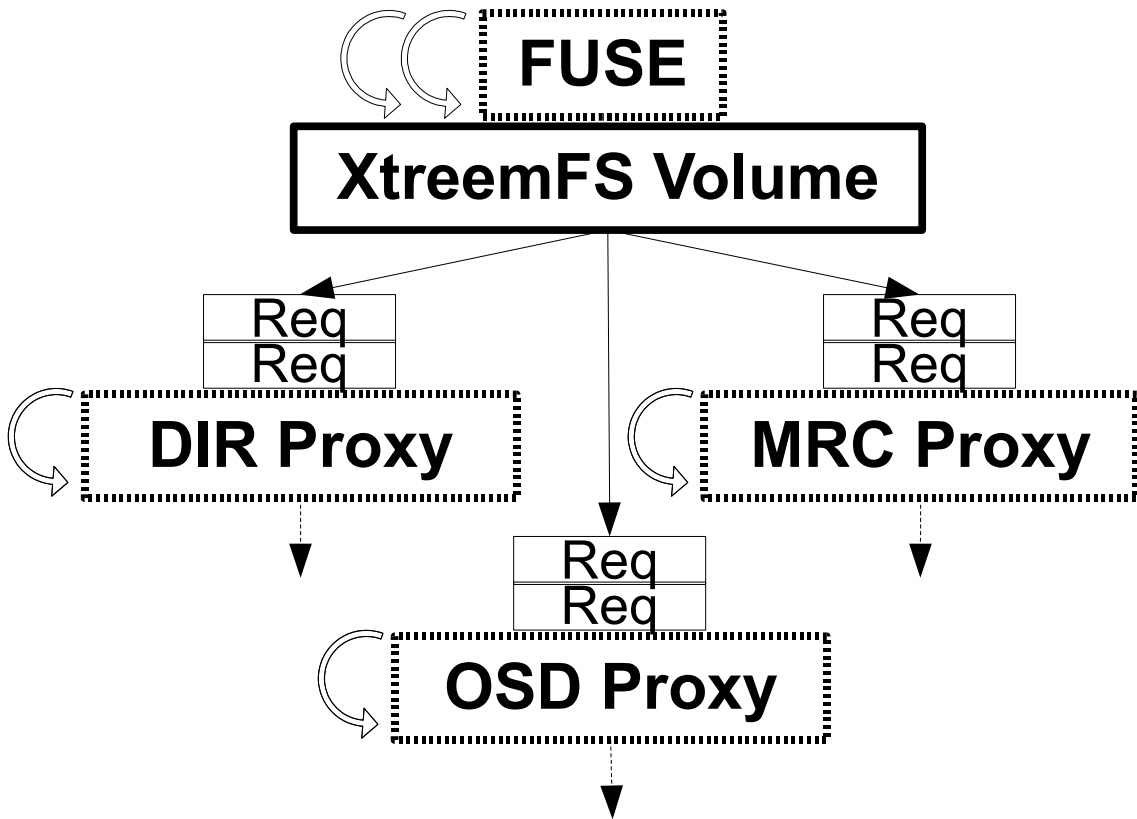 FUSE
XtreemFS Volume
Req
Req
DIR Proxy
Req
Req
MRC Proxy
Req
Req
OSD Proxy